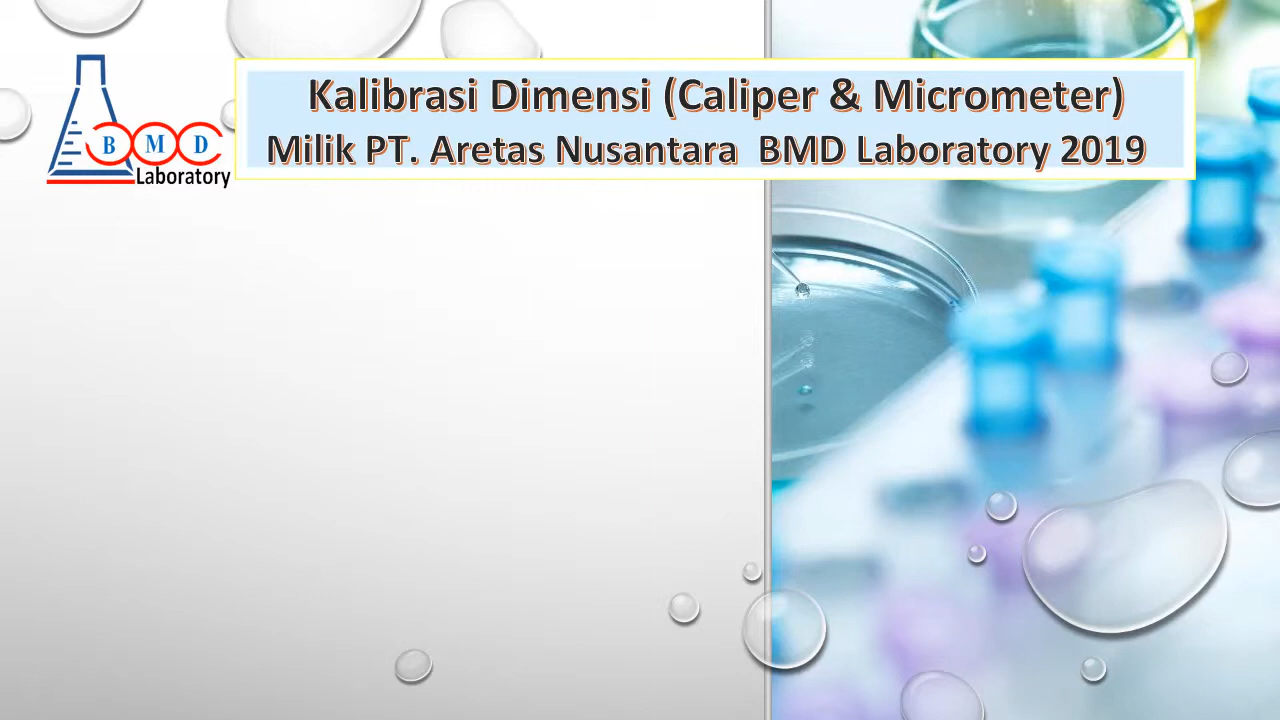 Kalibrasi Dimensi (Caliper & Micrometer)
Milik PT. Aretas Nusantara BMD Laboratory 2019
B M D
Laboratory